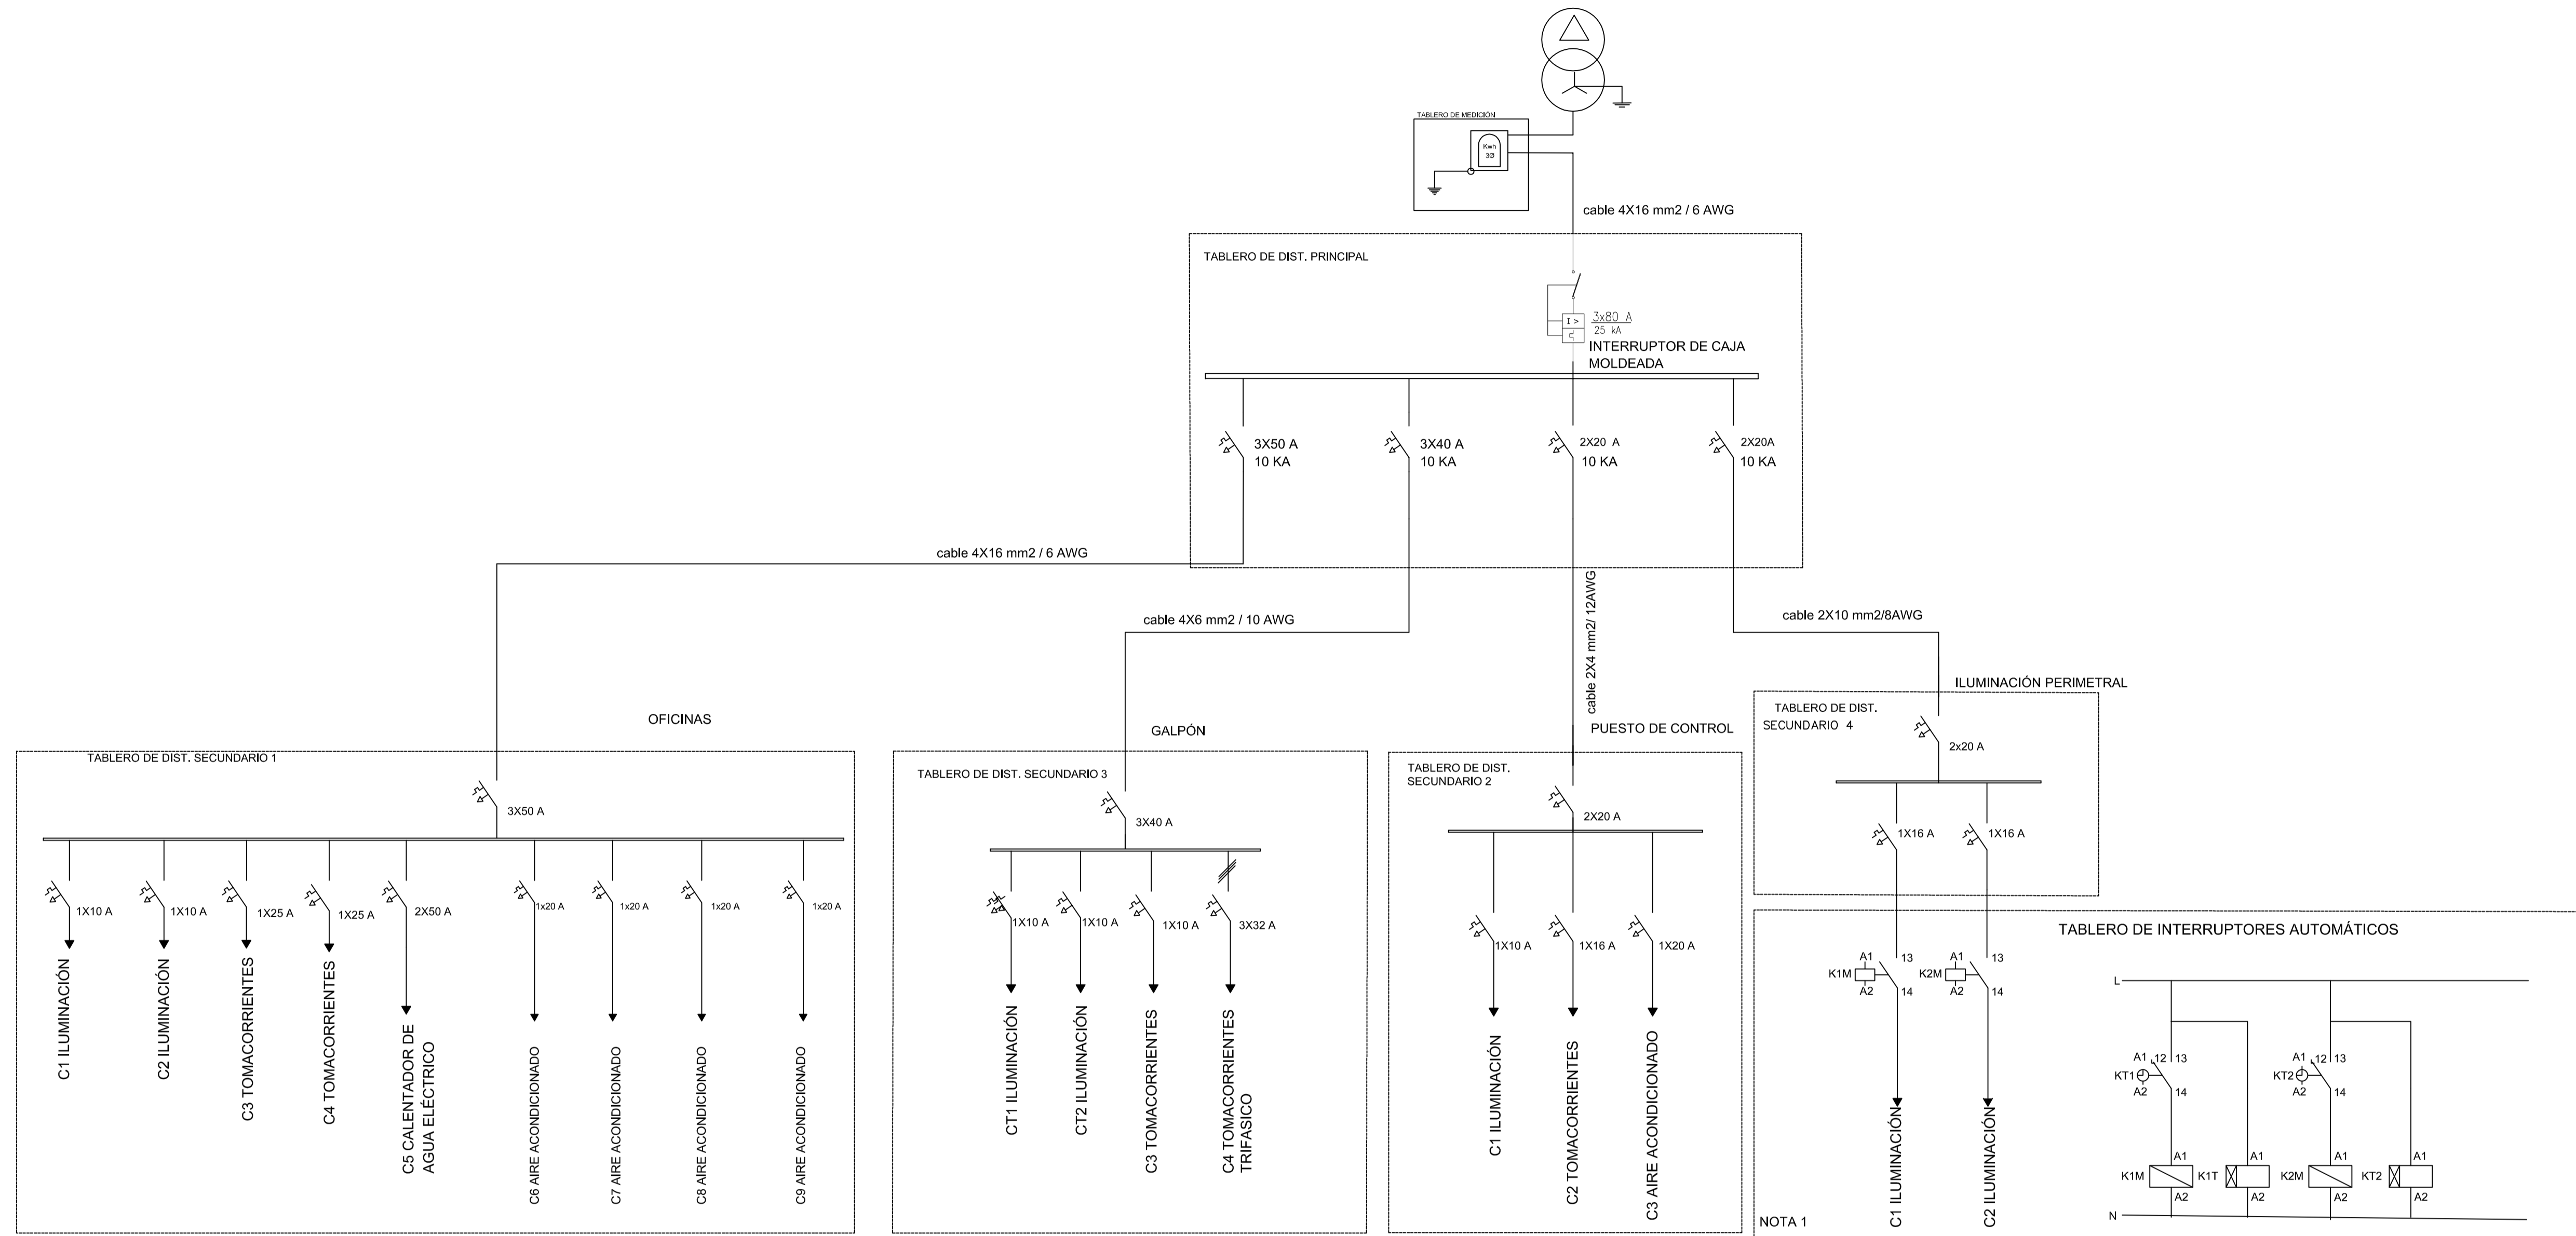 TABLERO DE MEDICIÓN
Kwh
3Ø
cable 4X16 mm2 / 6 AWG
TABLERO DE DIST. PRINCIPAL
I >
3x80 A
25 kA
INTERRUPTOR DE CAJA
MOLDEADA
3X50 A
10 KA
3X40 A
10 KA
2X20 A
10 KA
2X20A
10 KA
cable 4X16 mm2 / 6 AWG
cable 4X6 mm2 / 10 AWG
cable 2X4 mm2/ 12AWG
cable 2X10 mm2/8AWG
OFICINAS
TABLERO DE DIST. SECUNDARIO 1
3X50 A
1X10 A
1X10 A
1X25 A
1X25 A
2X50 A
1x20 A
1x20 A
1x20 A
1x20 A
C1 ILUMINACIÓN
C2 ILUMINACIÓN
C3 TOMACORRIENTES
C4 TOMACORRIENTES
C5 CALENTADOR DE
AGUA ELÉCTRICO
C6 AIRE ACONDICIONADO
C7 AIRE ACONDICIONADO
C8 AIRE ACONDICIONADO
C9 AIRE ACONDICIONADO
GALPÓN
TABLERO DE DIST. SECUNDARIO 3
3X40 A
1X10 A
1X10 A
1X10 A
3X32 A
CT1 ILUMINACIÓN
CT2 ILUMINACIÓN
C3 TOMACORRIENTES
C4 TOMACORRIENTES
TRIFASICO
PUESTO DE CONTROL
TABLERO DE DIST.
SECUNDARIO 2
2X20 A
1X10 A
1X16 A
1X20 A
C1 ILUMINACIÓN
C2 TOMACORRIENTES
C3 AIRE ACONDICIONADO
ILUMINACIÓN PERIMETRAL
TABLERO DE DIST.
SECUNDARIO 4
2x20 A
1X16 A
1X16 A
TABLERO DE INTERRUPTORES AUTOMÁTICOS
A1
13
K1M
A2
14
A1
13
K2M
A2
14
C1 ILUMINACIÓN
C2 ILUMINACIÓN
NOTA 1
L
A1 12 13
KT1
A2
14
A1 12 13
KT2
A2
14
A1
K1M
A2
A1
K1T
A2
A1
K2M
A2
A1
KT2
A2
N